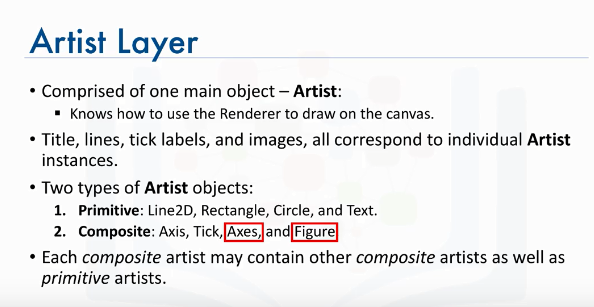 Artist Layer
• Comprised of one main object – Artist:
▪ Knows how to use the Renderer to draw on the canvas.
• Title, lines, tick labels, and images, all correspond to individual Artist
instances.
• Two types of Artist objects:
1. Primitive: Line2D, Rectangle, Circle, and Text.
2. Composite: Axis, Tick, Axes, and Figure
• Each composite artist may contain other composite artists as well as
primitive artists.